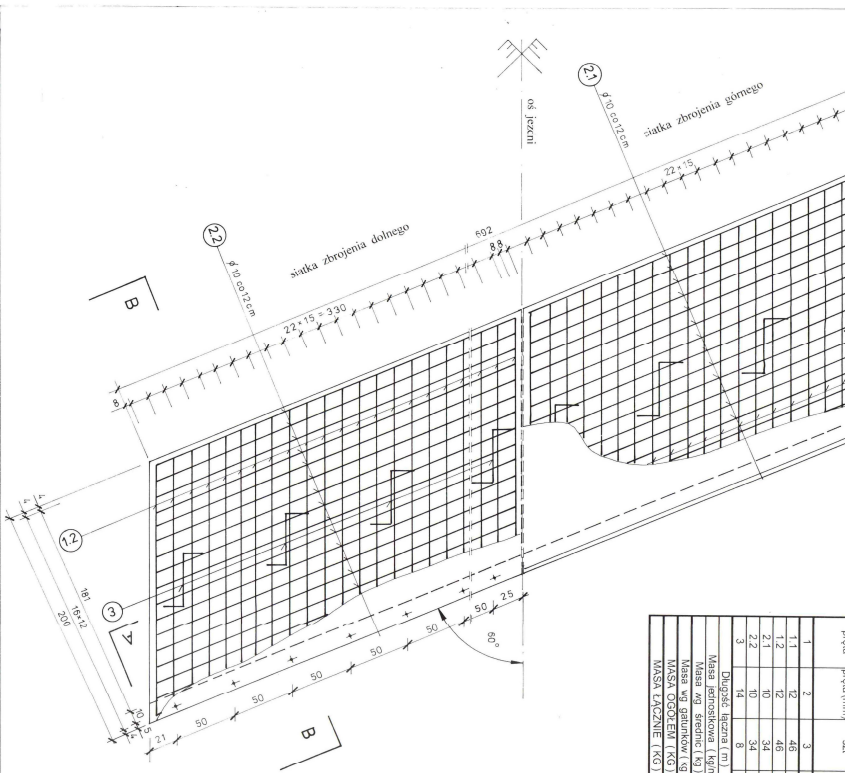 2.1
ø 10 co 12 cm
siatka zbrojenia górnego
oś jezdni
22×15
692
8 8
2.2
ø 10 co 12 cm
siatka zbrojenia dolnego
22×15 = 330
B
8
4
4
1.2
3
A
181
16×12
200
10
5
4
21
50
50
50
50
50
50
25
60°
B
1 2 3
1.1 12 46
1.2 12 46
2.1 10 34
2.2 10 34
3 14 8
Długość łączna ( m )
Masa jednostkowa ( kg/m
Masa wg średnic ( kg )
Masa wg gatunków ( kg
MASA OGÓŁEM ( KG )
MASA ŁĄCZNIE ( KG )